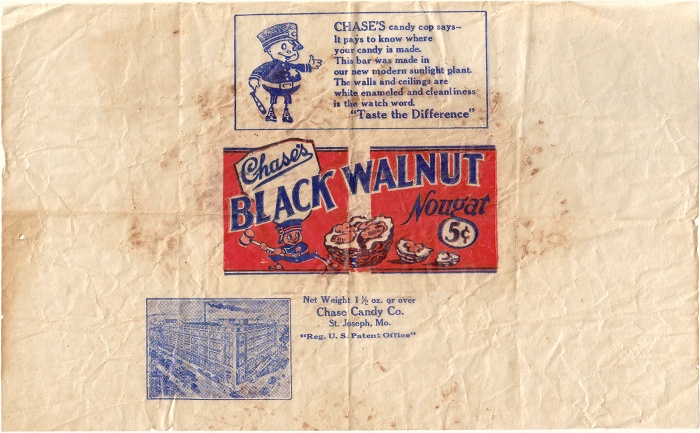 CHASE'S candy cop says--
It pays to know where
your candy is made.
This bar was made in
our new modern sunlight plant.
The walls and ceilings are
white enameled and cleanliness
is the watch word.
"Taste the Difference"
Chase's
BLACK WALNUT
Nougat
5¢
Net Weight 1 ½ oz. or over
Chase Candy Co.
St. Joseph, Mo.
"Reg. U. S. Patent Office"